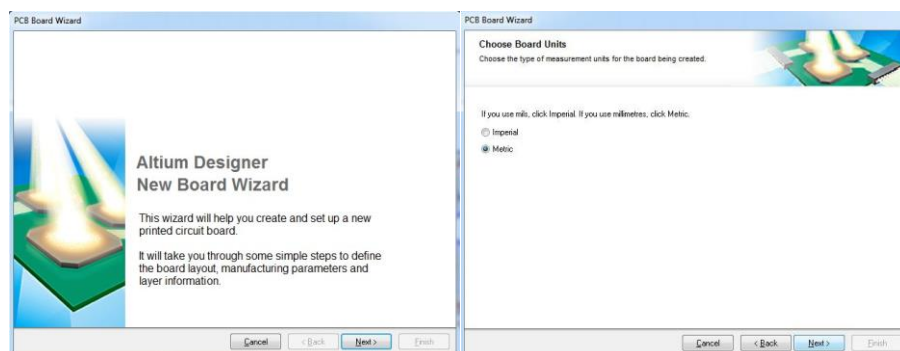 PCB Board Wizard
Altium Designer
New Board Wizard
This wizard will help you create and set up a new
printed circuit board.
It will take you through some simple steps to define
the board layout, manufacturing parameters and
layer information.
Cancel
< Back
Next >
Finish
PCB Board Wizard
Choose Board Units
Choose the type of measurement units for the board being created.
If you use mils, click Imperial. If you use millimetres, click Metric.
Imperial
Metric
Cancel
< Back
Next >
Finish